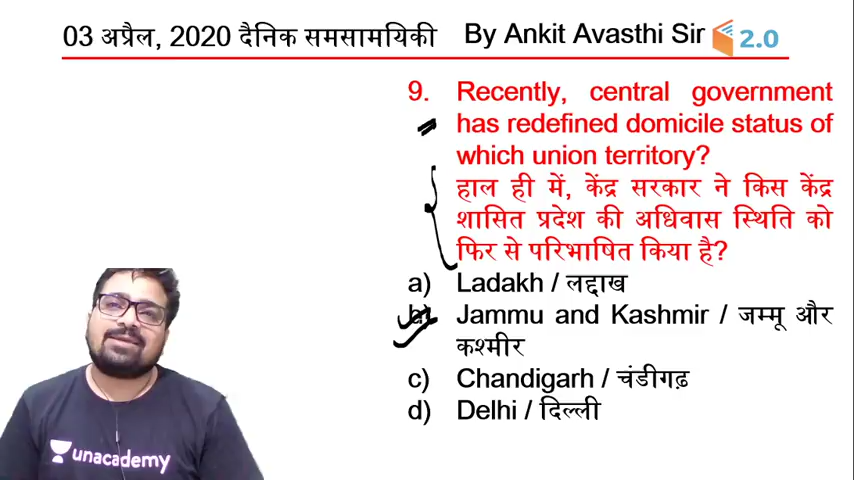 03 अप्रैल, 2020 दैनिक समसामयिकी By Ankit Avasthi Sir 2.0
9. Recently, central government
has redefined domicile status of
which union territory?
हाल ही में, केंद्र सरकार ने किस केंद्र
शासित प्रदेश की अधिवास स्थिति को
फिर से परिभाषित किया है?
a) Ladakh / लद्दाख
b) Jammu and Kashmir / जम्मू और
कश्मीर
c) Chandigarh / चंडीगढ़
d) Delhi / दिल्ली
unacademy